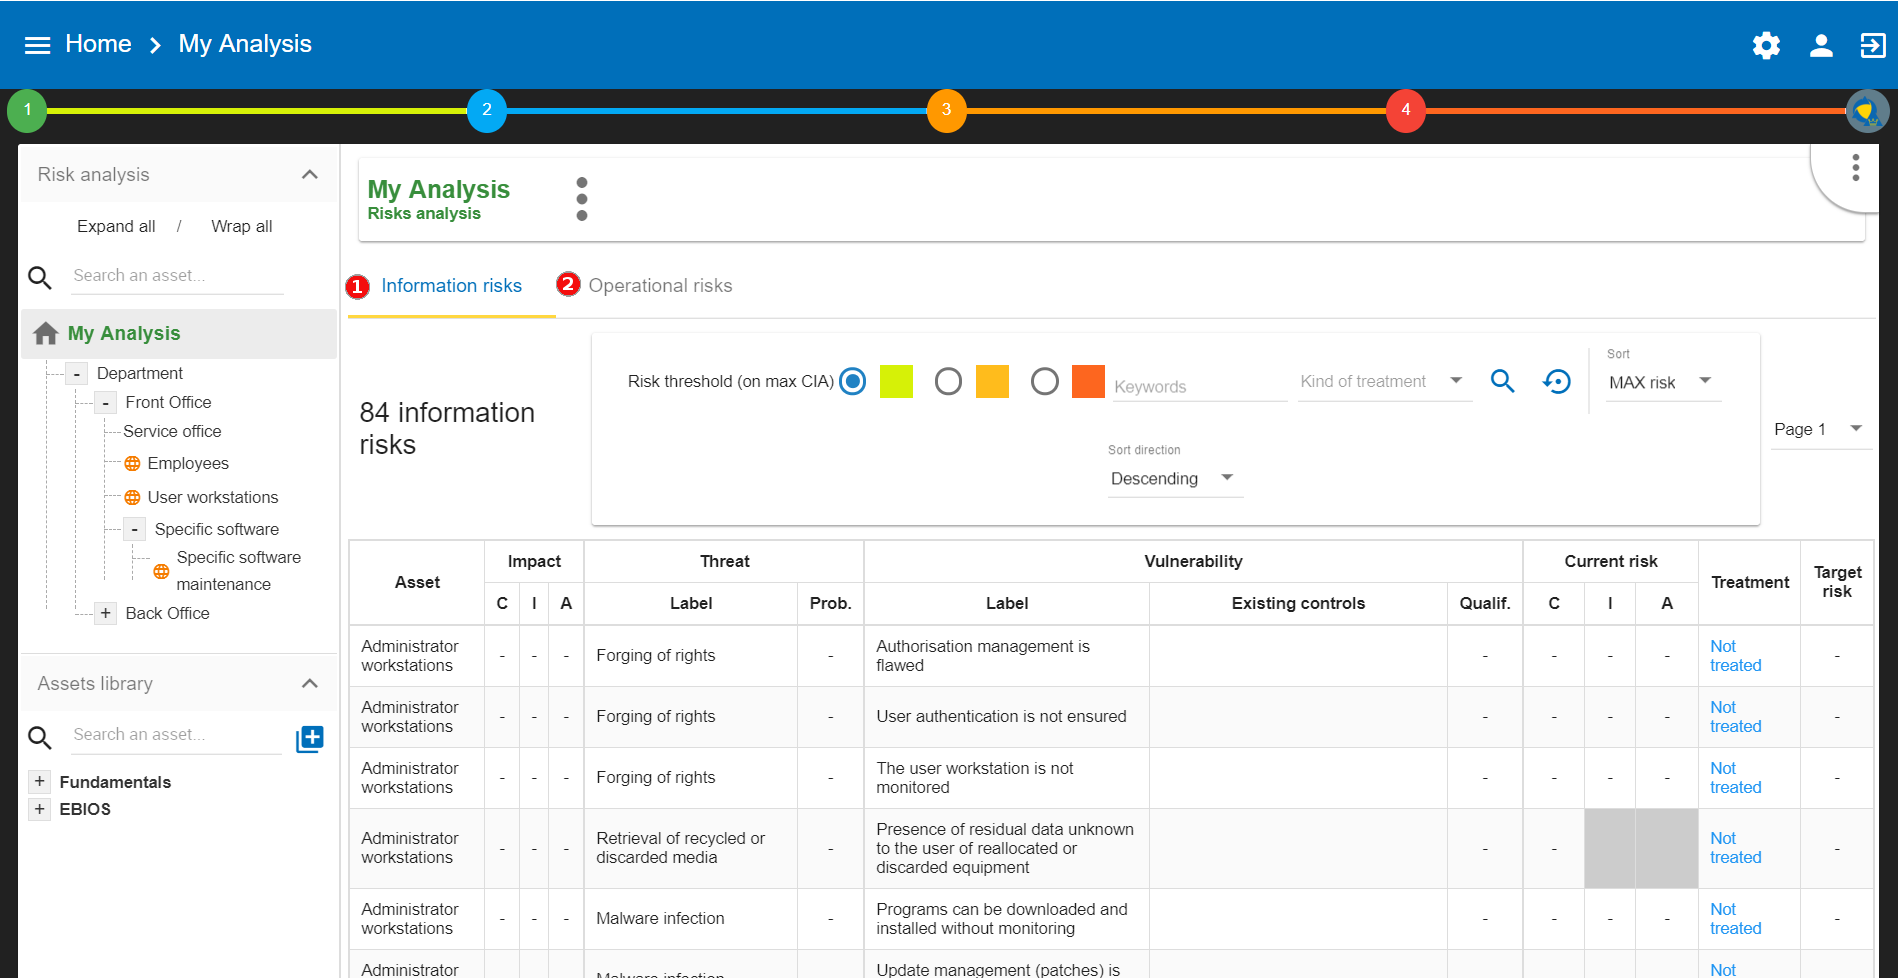 Home > My Analysis
1 2 3 4
Risk analysis
Expand all / Wrap all
Search an asset...
My Analysis
- Department
- Front Office
Service office
Employees
User workstations
- Specific software
Specific software
maintenance
+ Back Office
Assets library
Search an asset...
+ Fundamentals
+ EBIOS
My Analysis
Risks analysis
1 Information risks 2 Operational risks
84 information
risks
Risk threshold (on max CIA) Keywords Kind of treatment
Sort
MAX risk
Sort direction
Descending
Page 1
Asset Impact Threat Vulnerability Current risk Treatment Target
risk
C I A Label Prob. Label Existing controls Qualif. C I A
Administrator
workstations - - - Forging of rights - Authorisation management is
flawed - - - - Not
treated -
Administrator
workstations - - - Forging of rights - User authentication is not ensured - - - - Not
treated -
Administrator
workstations - - - Forging of rights - The user workstation is not
monitored - - - - Not
treated -
Administrator
workstations - - - Retrieval of recycled or
discarded media - Presence of residual data unknown
to the user of reallocated or
discarded equipment - - Not
treated -
Administrator
workstations - - - Malware infection - Programs can be downloaded and
installed without monitoring - - - - Not
treated -
Administrator Malware infection Update management (patches) is Not